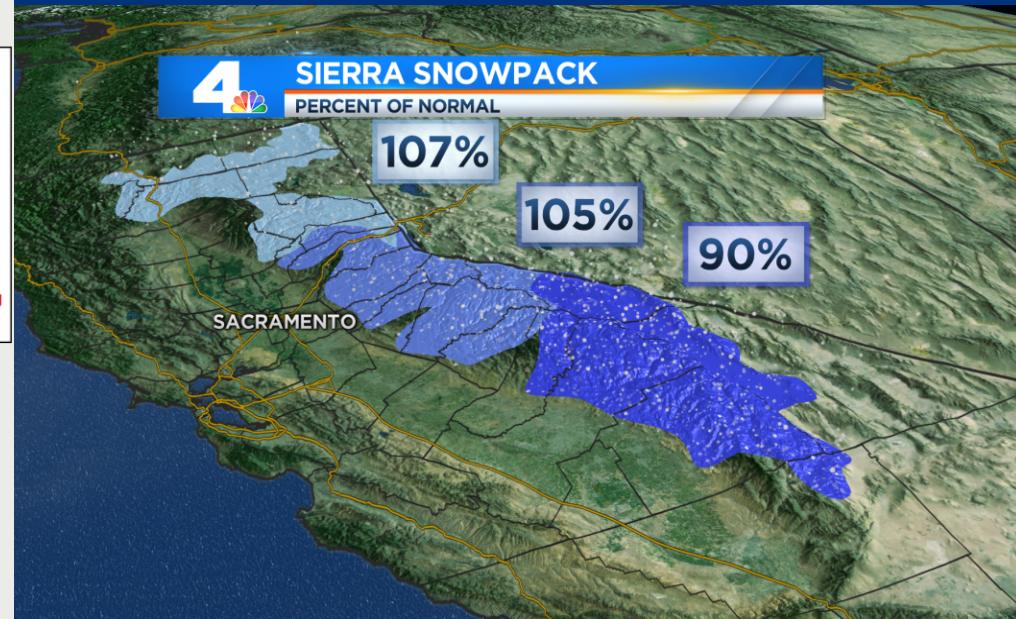 4
SIERRA SNOWPACK
PERCENT OF NORMAL
107%
105%
90%
SACRAMENTO